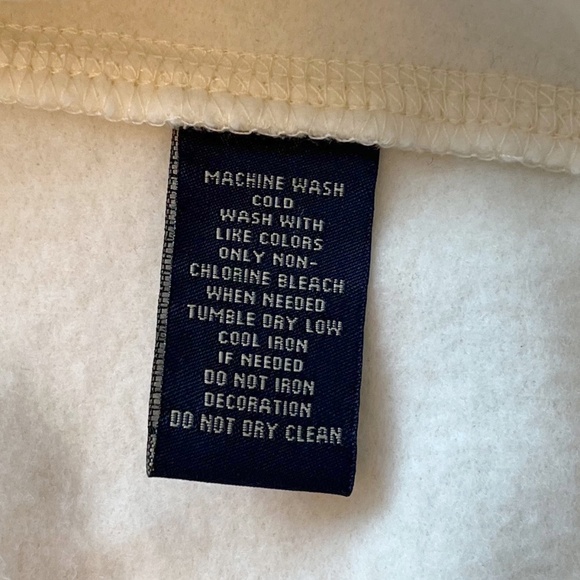 MACHINE WASH
COLD
WASH WITH
LIKE COLORS
ONLY NON-
CHLORINE BLEACH
WHEN NEEDED
TUMBLE DRY LOW
COOL IRON
IF NEEDED
DO NOT IRON
DECORATION
DO NOT DRY CLEAN